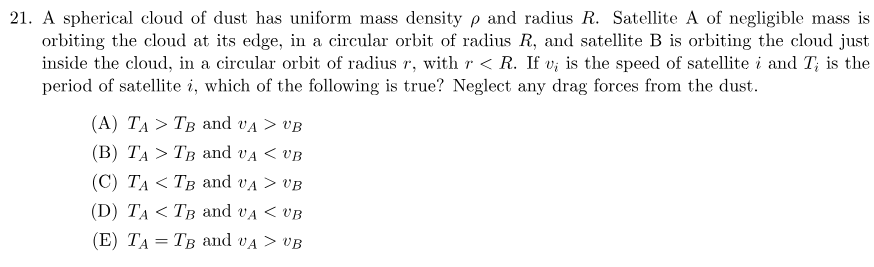 21. A spherical cloud of dust has uniform mass density ρ and radius R. Satellite A of negligible mass is
orbiting the cloud at its edge, in a circular orbit of radius R, and satellite B is orbiting the cloud just
inside the cloud, in a circular orbit of radius r, with r < R. If v_i is the speed of satellite i and T_i is the
period of satellite i, which of the following is true? Neglect any drag forces from the dust.
(A) T_A > T_B and v_A > v_B
(B) T_A > T_B and v_A < v_B
(C) T_A < T_B and v_A > v_B
(D) T_A < T_B and v_A < v_B
(E) T_A = T_B and v_A > v_B